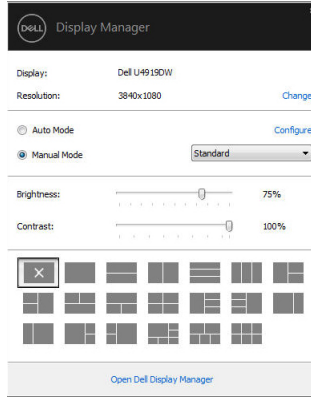 DELL Display Manager
Display: Dell U4919DW
Resolution: 3840x1080 Change
Auto Mode Configure
Manual Mode Standard
Brightness: 75%
Contrast: 100%
Open Dell Display Manager